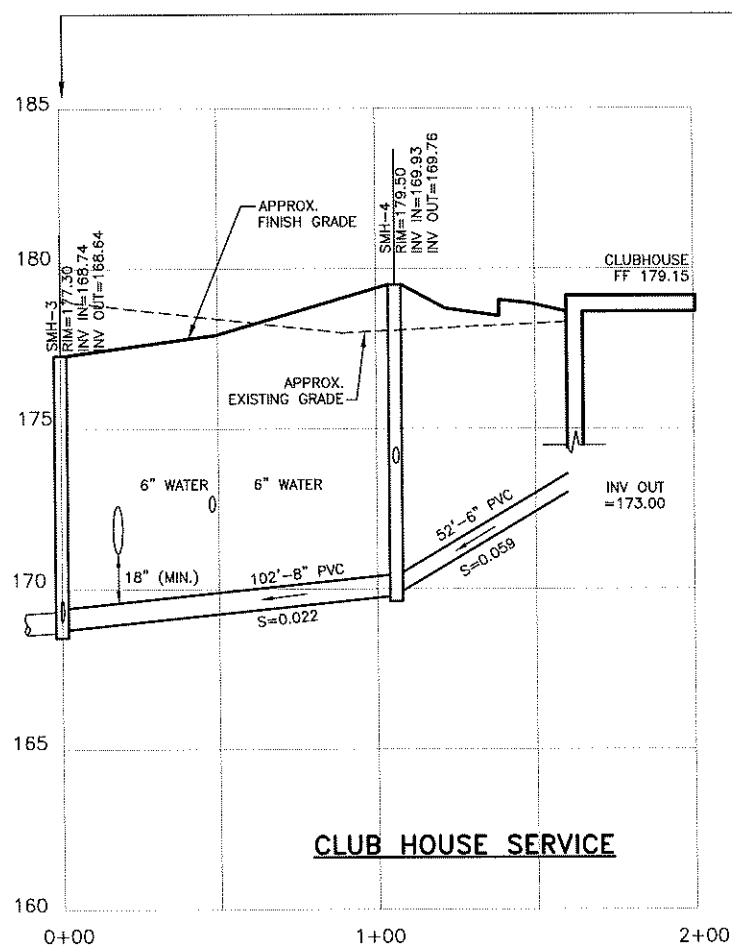 185
180
175
170
165
160
0+00
1+00
2+00
SMH-3
RIM=177.30
INV IN=168.74
INV OUT=168.64
APPROX.
FINISH GRADE
SMH-4
RIM=179.50
INV IN=169.93
INV OUT=169.76
CLUBHOUSE
FF 179.15
APPROX.
EXISTING GRADE
6" WATER
6" WATER
18" (MIN.)
102'-8" PVC
S=0.022
52'-6" PVC
S=0.059
INV OUT
=173.00
CLUB HOUSE SERVICE